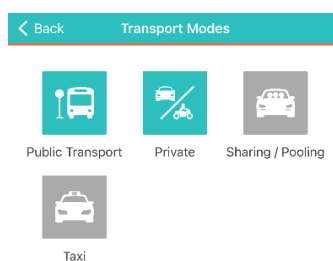 Back Transport Modes
Public Transport Private Sharing / Pooling
Taxi